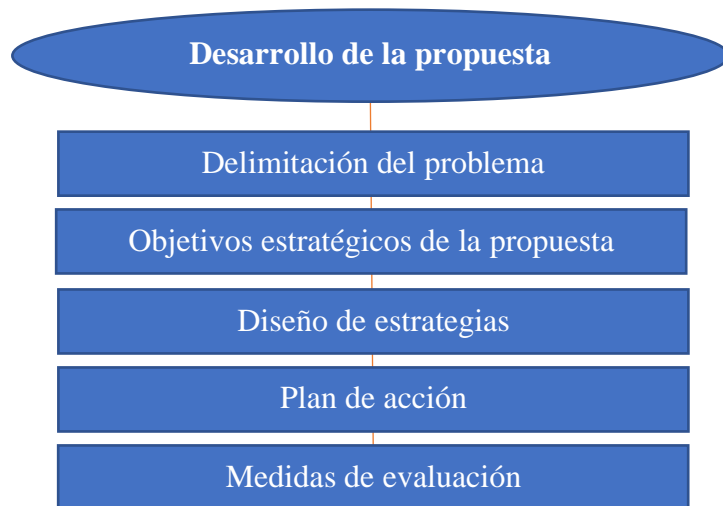 Desarrollo de la propuesta
Delimitación del problema
Objetivos estratégicos de la propuesta
Diseño de estrategias
Plan de acción
Medidas de evaluación